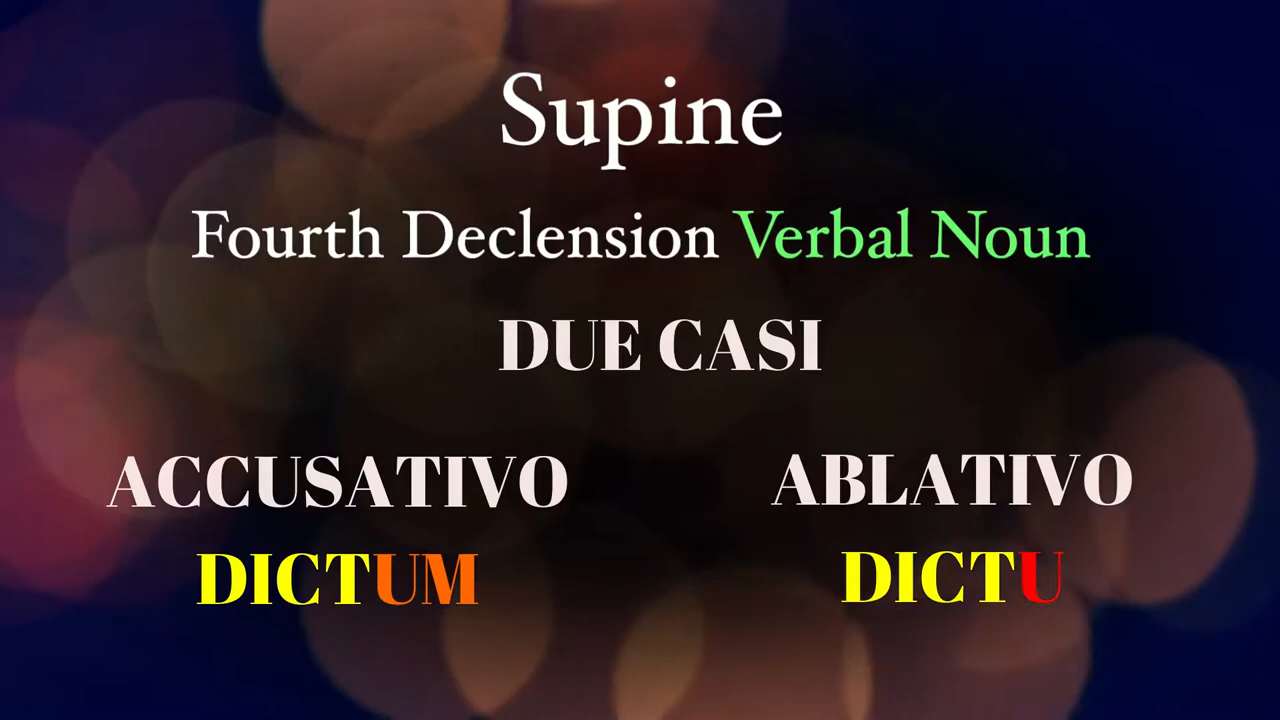 Supine
Fourth Declension Verbal Noun
DUE CASI
ACCUSATIVO ABLATIVO
DICTUM DICTU